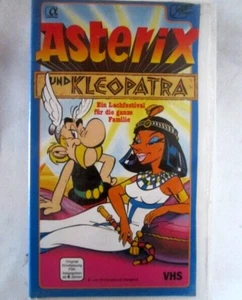 Asterix
UND KLEOPATRA
Ein Lachfestival
für die ganze
Familie
VHS